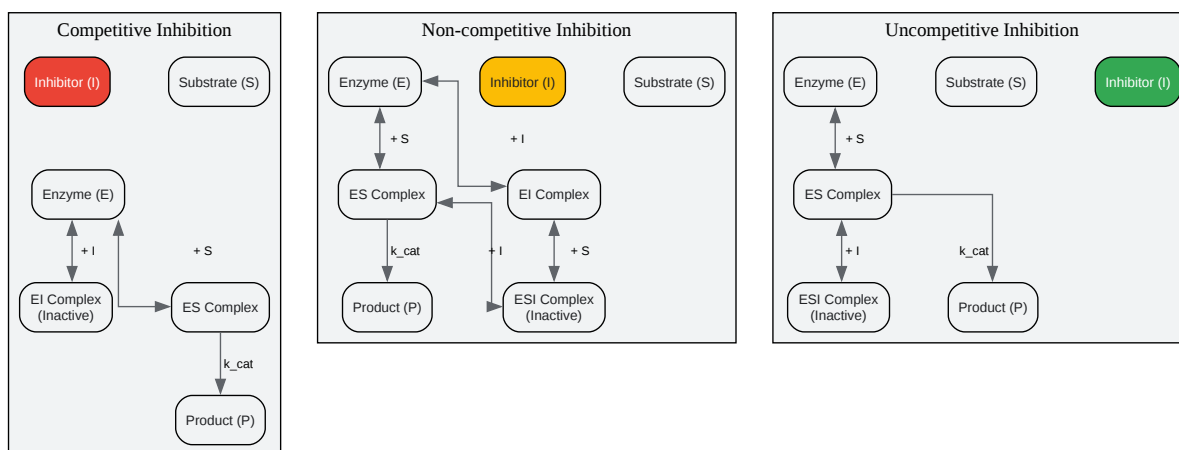 Competitive Inhibition
Inhibitor (I)
Substrate (S)
Enzyme (E)
+ I
+ S
EI Complex
(Inactive)
ES Complex
k_cat
Product (P)
Non-competitive Inhibition
Enzyme (E)
Inhibitor (I)
Substrate (S)
+ S
+ I
ES Complex
EI Complex
k_cat
+ I
+ S
Product (P)
ESI Complex
(Inactive)
Uncompetitive Inhibition
Enzyme (E)
Substrate (S)
Inhibitor (I)
+ S
ES Complex
+ I
k_cat
ESI Complex
(Inactive)
Product (P)